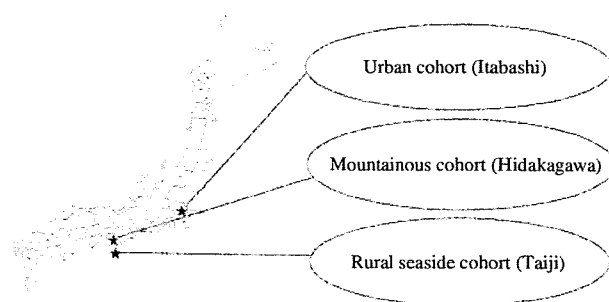 Urban cohort (Itabashi)
Mountainous cohort (Hidakagawa)
Rural seaside cohort (Taiji)